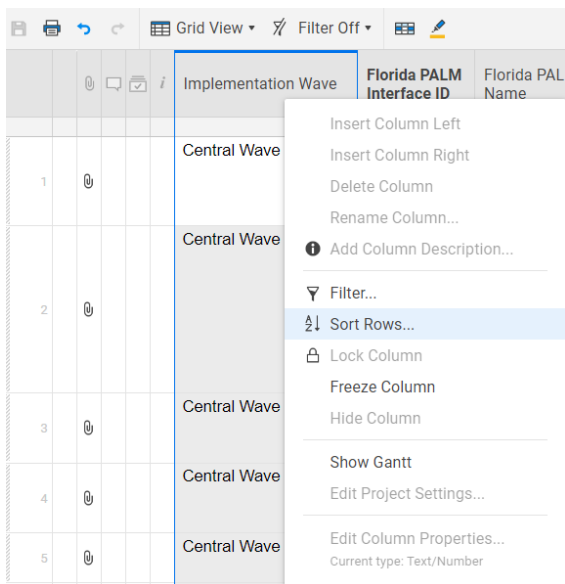 Grid View Filter Off
Implementation Wave
Florida PALM
Interface ID
Florida PAL
Name
1 Central Wave
2 Central Wave
3 Central Wave
4 Central Wave
5 Central Wave
Insert Column Left
Insert Column Right
Delete Column
Rename Column...
Add Column Description...
Filter...
Sort Rows...
Lock Column
Freeze Column
Hide Column
Show Gantt
Edit Project Settings...
Edit Column Properties...
Current type: Text/Number